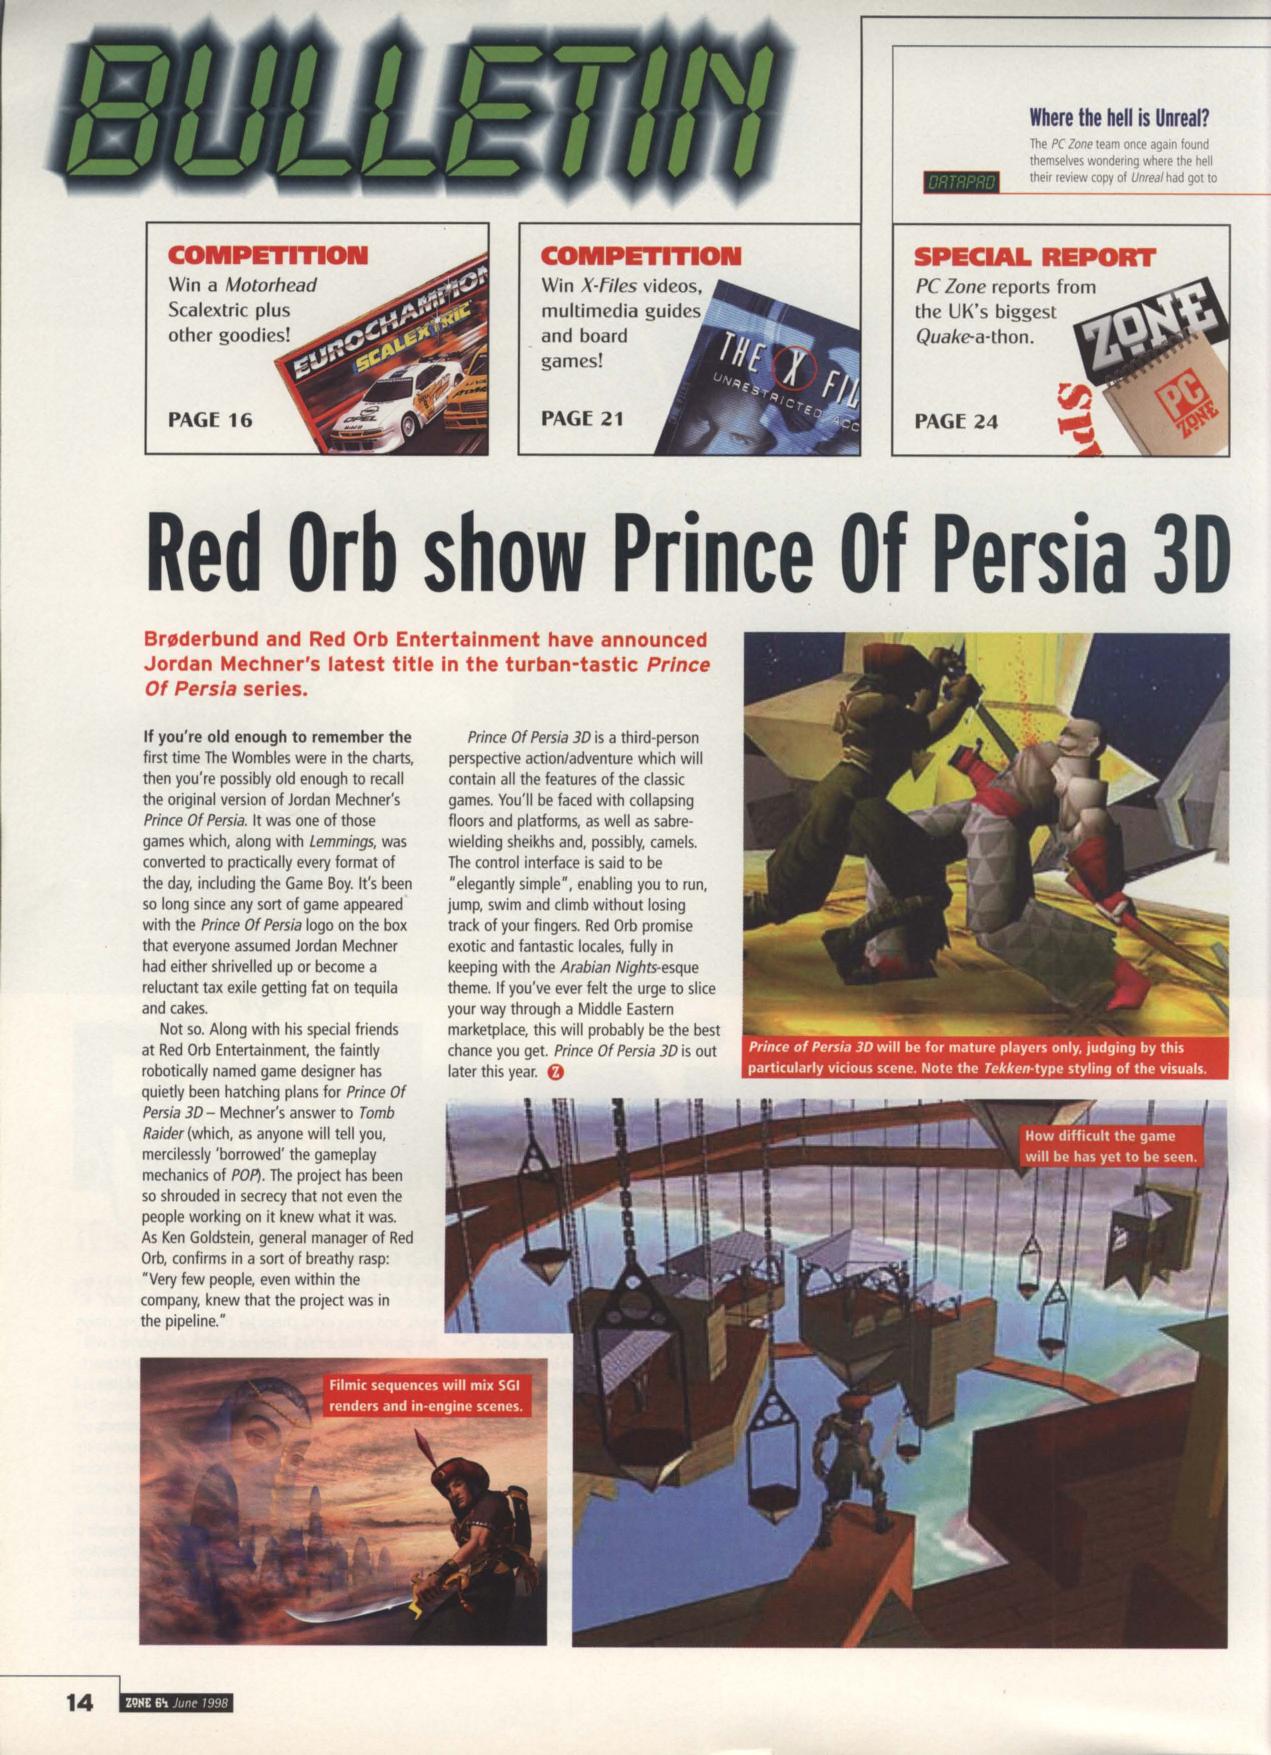 BULLETIN
Where the hell is Unreal?
The PC Zone team once again found
themselves wondering where the hell
their review copy of Unreal had got to
DATAPAD
COMPETITION
Win a Motorhead
Scalextric plus
other goodies!
PAGE 16
EUROCHAMPION
SCALEXTRIC
OPEL
COMPETITION
Win X-Files videos,
multimedia guides
and board
games!
PAGE 21
THE X FIL
UNRESTRICTED ACC
SPECIAL REPORT
PC Zone reports from
the UK's biggest
Quake-a-thon.
PAGE 24
ZONE
PC
ZONE
Spi
Red Orb show Prince Of Persia 3D
Brøderbund and Red Orb Entertainment have announced
Jordan Mechner's latest title in the turban-tastic Prince
Of Persia series.
If you're old enough to remember the
first time The Wombles were in the charts,
then you're possibly old enough to recall
the original version of Jordan Mechner's
Prince Of Persia. It was one of those
games which, along with Lemmings, was
converted to practically every format of
the day, including the Game Boy. It's been
so long since any sort of game appeared
with the Prince Of Persia logo on the box
that everyone assumed Jordan Mechner
had either shrivelled up or become a
reluctant tax exile getting fat on tequila
and cakes.
Not so. Along with his special friends
at Red Orb Entertainment, the faintly
robotically named game designer has
quietly been hatching plans for Prince Of
Persia 3D – Mechner's answer to Tomb
Raider (which, as anyone will tell you,
mercilessly 'borrowed' the gameplay
mechanics of POP). The project has been
so shrouded in secrecy that not even the
people working on it knew what it was.
As Ken Goldstein, general manager of Red
Orb, confirms in a sort of breathy rasp:
"Very few people, even within the
company, knew that the project was in
the pipeline."
Prince Of Persia 3D is a third-person
perspective action/adventure which will
contain all the features of the classic
games. You'll be faced with collapsing
floors and platforms, as well as sabre-
wielding sheikhs and, possibly, camels.
The control interface is said to be
"elegantly simple", enabling you to run,
jump, swim and climb without losing
track of your fingers. Red Orb promise
exotic and fantastic locales, fully in
keeping with the Arabian Nights-esque
theme. If you've ever felt the urge to slice
your way through a Middle Eastern
marketplace, this will probably be the best
chance you get. Prince Of Persia 3D is out
later this year. Z
Prince of Persia 3D will be for mature players only, judging by this
particularly vicious scene. Note the Tekken-type styling of the visuals.
How difficult the game
will be has yet to be seen.
Filmic sequences will mix SGI
renders and in-engine scenes.
14
ZONE 64 June 1998